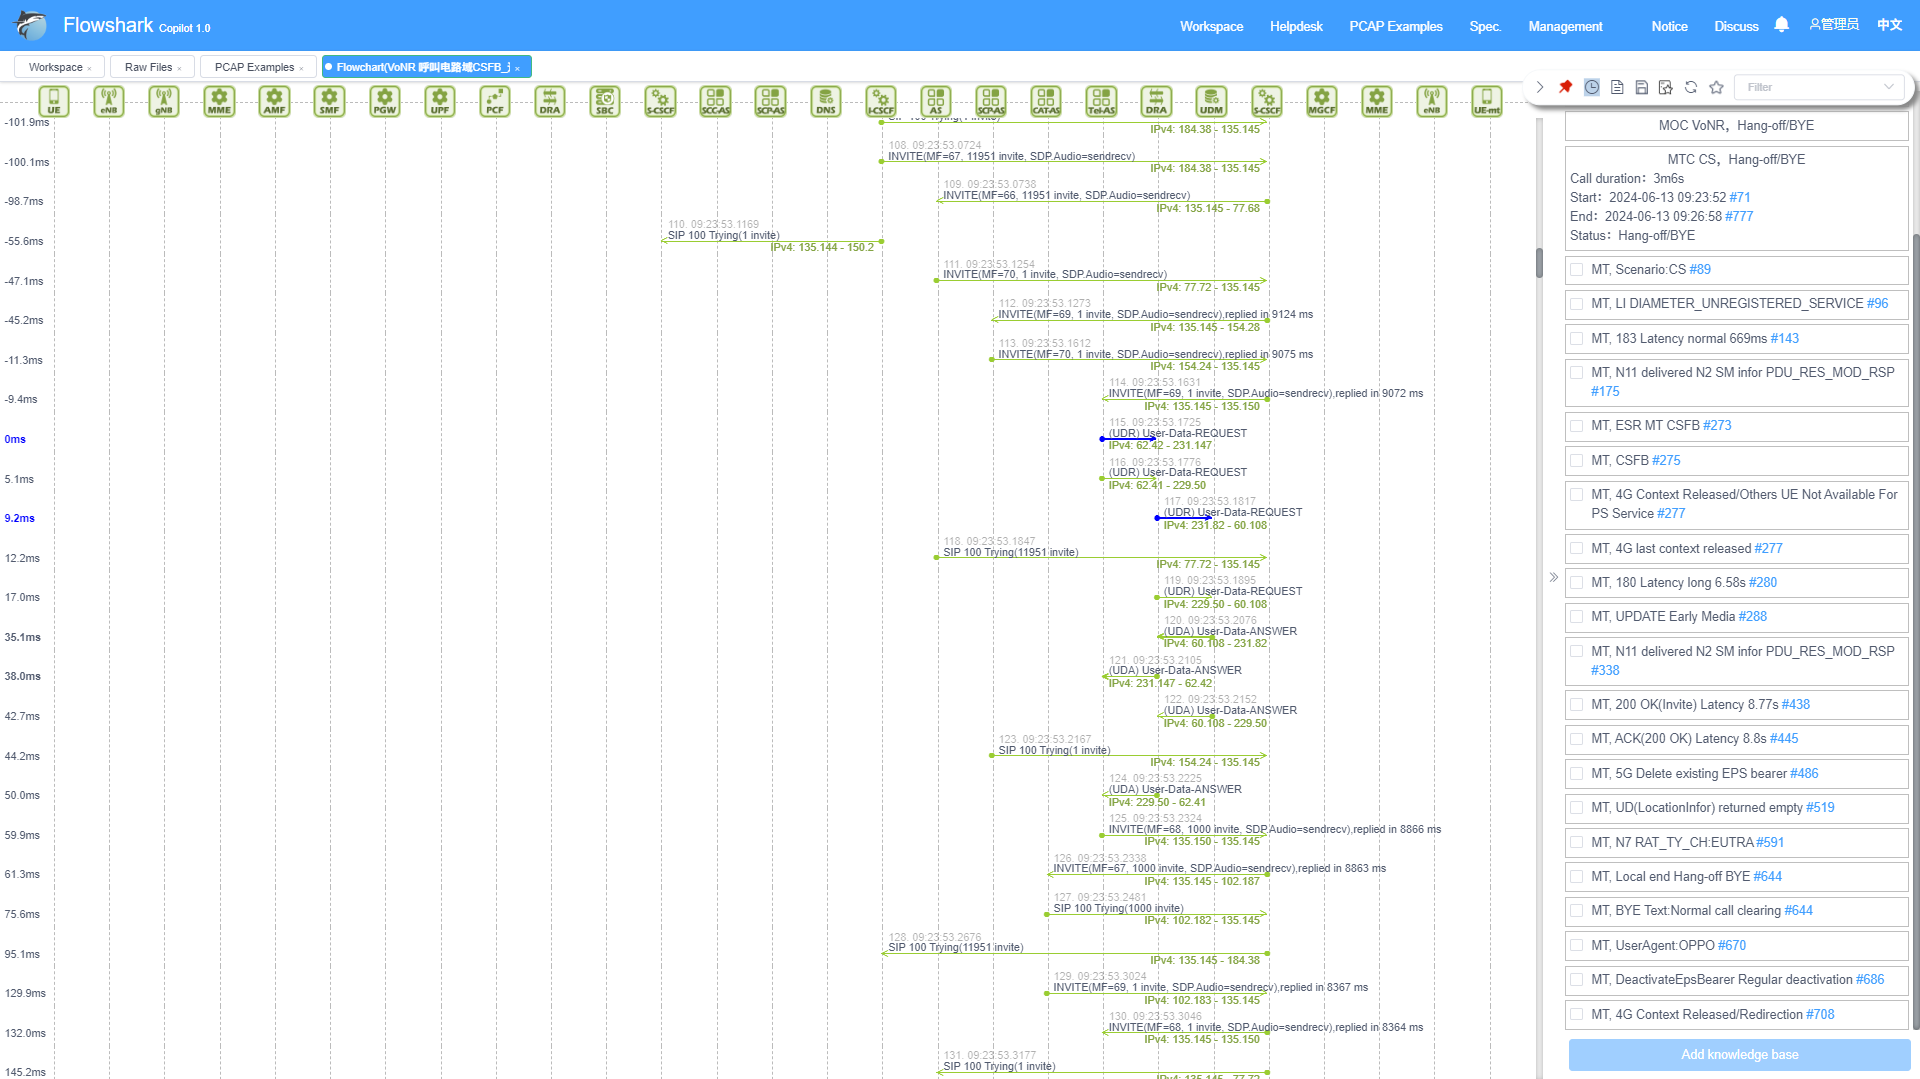 Flowshark Copilot 1.0
Workspace Helpdesk PCAP Examples Spec. Management Notice Discuss 管理员 中文
Workspace × Raw Files × PCAP Examples × Flowchart(VoNR 呼叫电路域CSFB_ ×
UE eNB gNB MME AMF SMF PGW UPF PCF DRA SBC S-CSCF SCC-AS SCP-AS DNS I-CSCF AS SCP-AS CAT-AS Tel-AS DRA UDM S-CSCF MGCF MME eNB UE-mt
Filter
-101.9ms
IPv4: 184.38 - 135.145
108. 09:23:53.0724
-100.1ms INVITE(MF=67, 11951 invite, SDP.Audio=sendrecv)
IPv4: 184.38 - 135.145
109. 09:23:53.0738
-98.7ms INVITE(MF=66, 11951 invite, SDP.Audio=sendrecv)
IPv4: 135.145 - 77.68
110. 09:23:53.1169
-55.6ms SIP 100 Trying(1 invite)
IPv4: 135.144 - 150.2
111. 09:23:53.1254
-47.1ms INVITE(MF=70, 1 invite, SDP.Audio=sendrecv)
IPv4: 77.72 - 135.145
112. 09:23:53.1273
-45.2ms INVITE(MF=69, 1 invite, SDP.Audio=sendrecv),replied in 9124 ms
IPv4: 135.145 - 154.28
113. 09:23:53.1612
-11.3ms INVITE(MF=70, 1 invite, SDP.Audio=sendrecv),replied in 9075 ms
IPv4: 154.24 - 135.145
114. 09:23:53.1631
-9.4ms INVITE(MF=69, 1 invite, SDP.Audio=sendrecv),replied in 9072 ms
IPv4: 135.145 - 135.150
115. 09:23:53.1725
0ms (UDR) User-Data-REQUEST
IPv4: 62.42 - 231.147
116. 09:23:53.1776
5.1ms (UDR) User-Data-REQUEST
IPv4: 62.41 - 229.50
117. 09:23:53.1817
9.2ms (UDR) User-Data-REQUEST
IPv4: 231.82 - 60.108
118. 09:23:53.1847
12.2ms SIP 100 Trying(11951 invite)
IPv4: 77.72 - 135.145
119. 09:23:53.1895
17.0ms (UDR) User-Data-REQUEST
IPv4: 229.50 - 60.108
120. 09:23:53.2076
35.1ms (UDA) User-Data-ANSWER
IPv4: 60.108 - 231.82
121. 09:23:53.2105
38.0ms (UDA) User-Data-ANSWER
IPv4: 231.147 - 62.42
122. 09:23:53.2152
42.7ms (UDA) User-Data-ANSWER
IPv4: 60.108 - 229.50
123. 09:23:53.2167
44.2ms SIP 100 Trying(1 invite)
IPv4: 154.24 - 135.145
124. 09:23:53.2225
50.0ms (UDA) User-Data-ANSWER
IPv4: 229.50 - 62.41
125. 09:23:53.2324
59.9ms INVITE(MF=68, 1000 invite, SDP.Audio=sendrecv),replied in 8866 ms
IPv4: 135.150 - 135.145
126. 09:23:53.2338
61.3ms INVITE(MF=67, 1000 invite, SDP.Audio=sendrecv),replied in 8863 ms
IPv4: 135.145 - 102.187
127. 09:23:53.2481
75.6ms SIP 100 Trying(1000 invite)
IPv4: 102.182 - 135.145
128. 09:23:53.2676
95.1ms SIP 100 Trying(11951 invite)
IPv4: 135.145 - 184.38
129. 09:23:53.3024
129.9ms INVITE(MF=69, 1 invite, SDP.Audio=sendrecv),replied in 8367 ms
IPv4: 102.183 - 135.145
130. 09:23:53.3046
132.0ms INVITE(MF=68, 1 invite, SDP.Audio=sendrecv),replied in 8364 ms
IPv4: 135.145 - 135.150
131. 09:23:53.3177
145.2ms SIP 100 Trying(1 invite)
IPv4: 135.145 - 77.72
MOC VoNR，Hang-off/BYE
MTC CS，Hang-off/BYE
Call duration：3m6s
Start：2024-06-13 09:23:52 #71
End：2024-06-13 09:26:58 #777
Status：Hang-off/BYE
MT, Scenario:CS #89
MT, LI DIAMETER_UNREGISTERED_SERVICE #96
MT, 183 Latency normal 669ms #143
MT, N11 delivered N2 SM infor PDU_RES_MOD_RSP
#175
MT, ESR MT CSFB #273
MT, CSFB #275
MT, 4G Context Released/Others UE Not Available For
PS Service #277
MT, 4G last context released #277
MT, 180 Latency long 6.58s #280
MT, UPDATE Early Media #288
MT, N11 delivered N2 SM infor PDU_RES_MOD_RSP
#338
MT, 200 OK(Invite) Latency 8.77s #438
MT, ACK(200 OK) Latency 8.8s #445
MT, 5G Delete existing EPS bearer #486
MT, UD(LocationInfor) returned empty #519
MT, N7 RAT_TY_CH:EUTRA #591
MT, Local end Hang-off BYE #644
MT, BYE Text:Normal call clearing #644
MT, UserAgent:OPPO #670
MT, DeactivateEpsBearer Regular deactivation #686
MT, 4G Context Released/Redirection #708
Add knowledge base